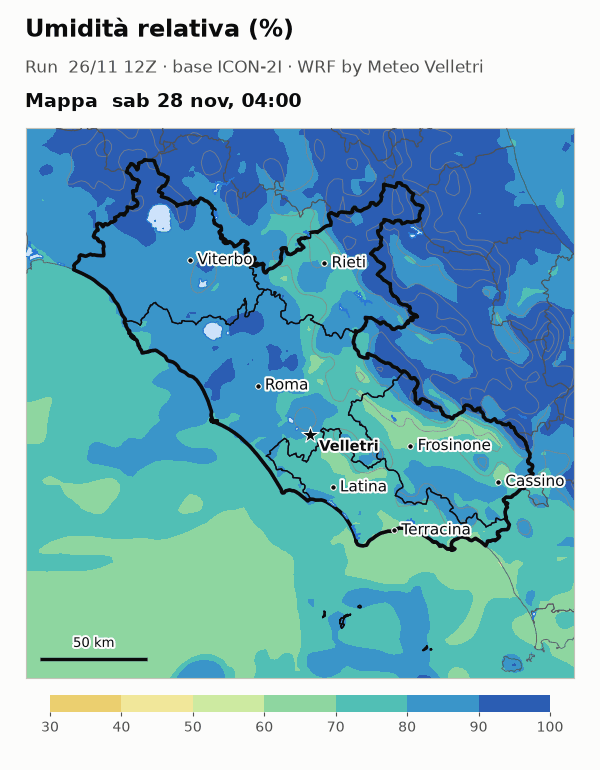 Umidità relativa (%)
Run 26/11 12Z · base ICON-2I · WRF by Meteo Velletri
Mappa sab 28 nov, 04:00
Viterbo
Rieti
Roma
Velletri
Frosinone
Latina
Cassino
Terracina
50 km
30 40 50 60 70 80 90 100